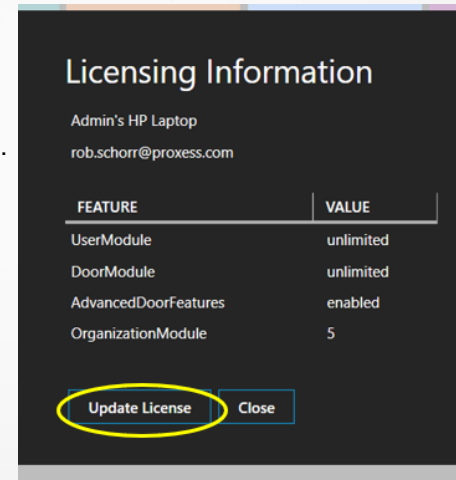 Licensing Information
Admin's HP Laptop
.
rob.schorr@proxess.com
FEATURE VALUE
UserModule unlimited
DoorModule unlimited
AdvancedDoorFeatures enabled
OrganizationModule 5
Update License Close